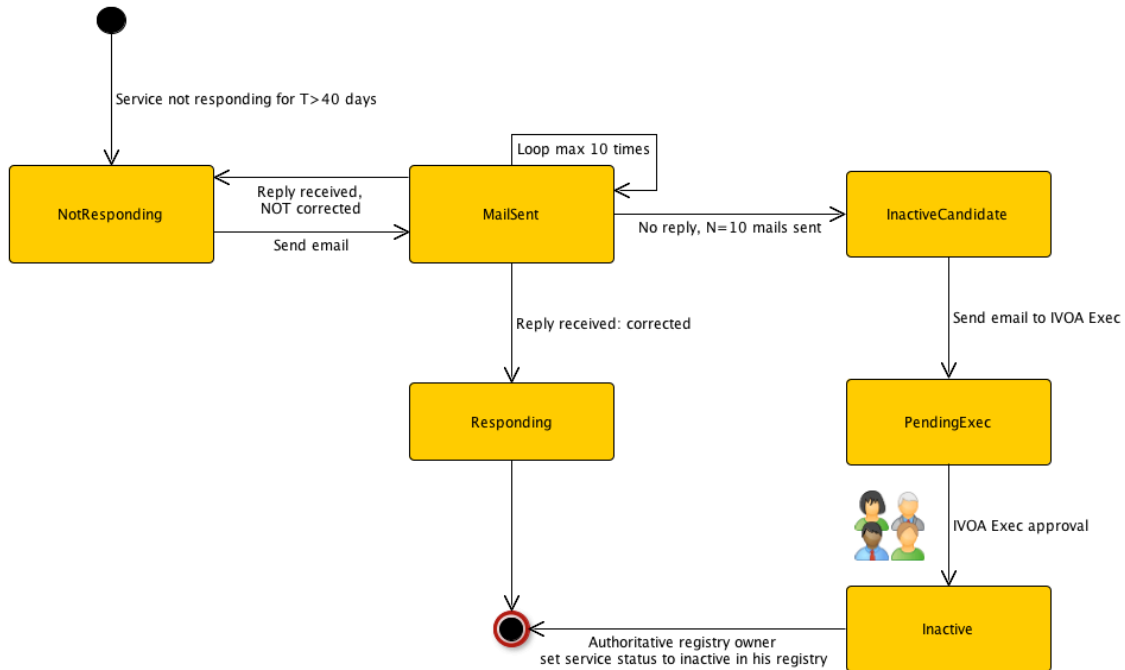 Service not responding for T>40 days
Loop max 10 times
NotResponding
Reply received,
NOT corrected
Send email
MailSent
No reply, N=10 mails sent
InactiveCandidate
Reply received: corrected
Send email to IVOA Exec
Responding
PendingExec
IVOA Exec approval
Inactive
Authoritative registry owner
set service status to inactive in his registry